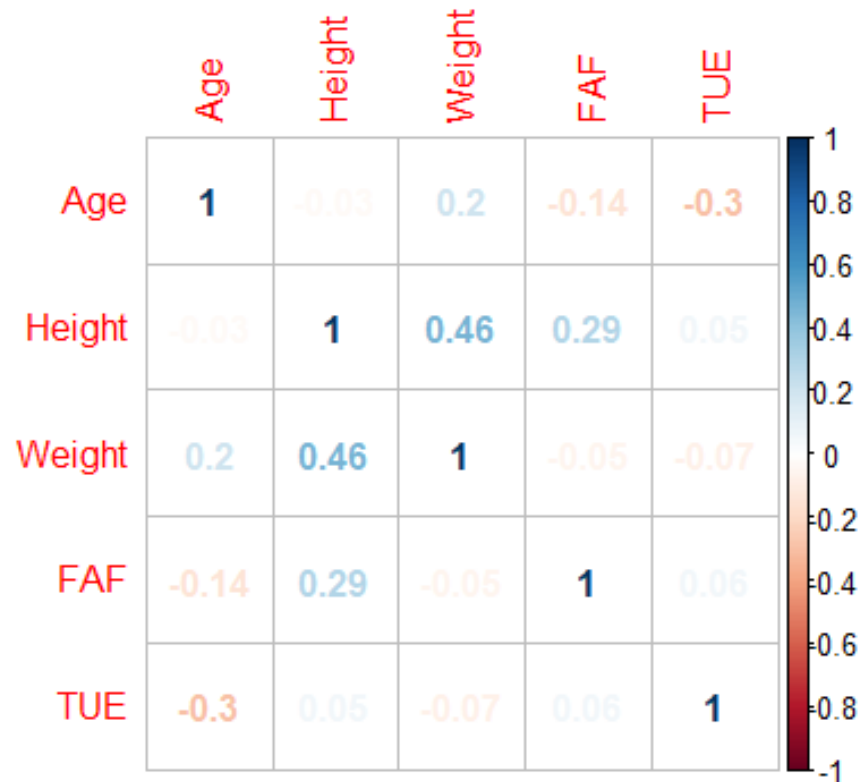 Age Height Weight FAF TUE
Age 1 -0.03 0.2 -0.14 -0.3
Height -0.03 1 0.46 0.29 0.05
Weight 0.2 0.46 1 -0.05 -0.07
FAF -0.14 0.29 -0.05 1 0.06
TUE -0.3 0.05 -0.07 0.06 1
1
0.8
0.6
0.4
0.2
0
-0.2
-0.4
-0.6
-0.8
-1